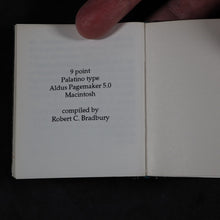 9 point
Palatino type
Aldus Pagemaker 5.0
Macintosh
compiled by
Robert C. Bradbury